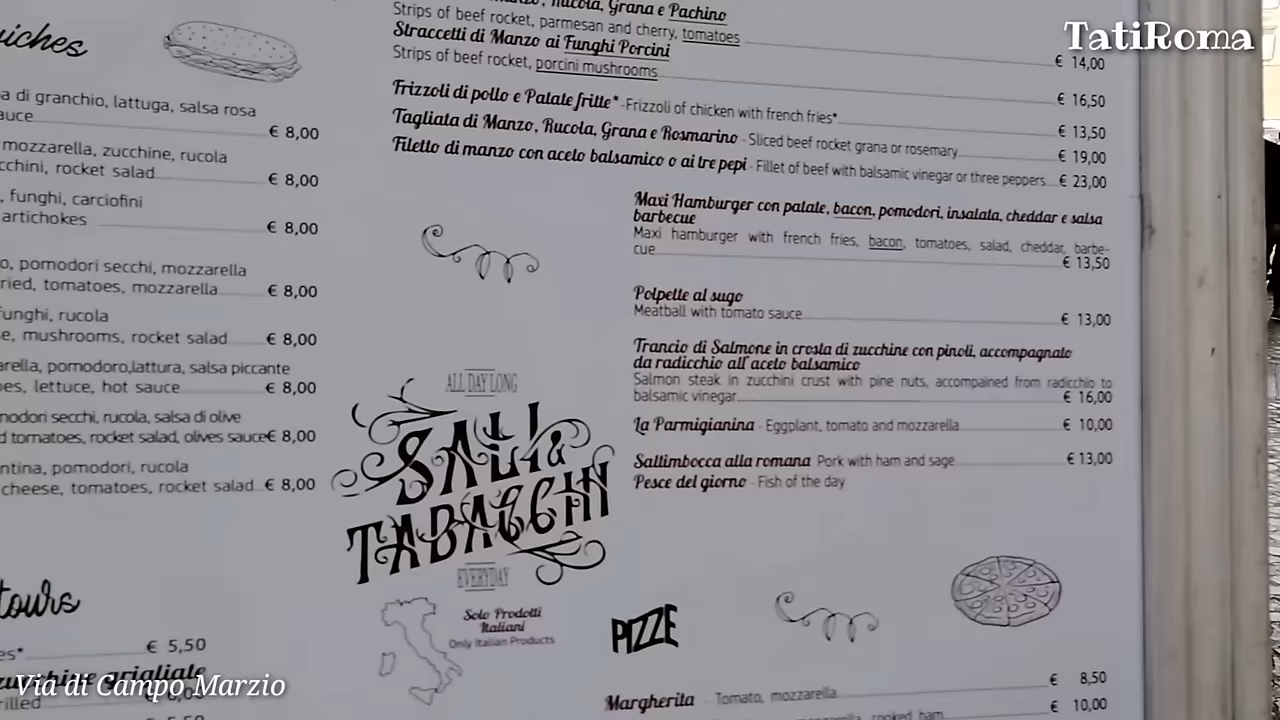 TatiRoma
iches
a di granchio, lattuga, salsa rosa
auce € 8,00
mozzarella, zucchine, rucola
cchini, rocket salad € 8,00
, funghi, carciofini
artichokes € 8,00
o, pomodori secchi, mozzarella
ried, tomatoes, mozzarella € 8,00
funghi, rucola
e, mushrooms, rocket salad € 8,00
arella, pomodoro,lattura, salsa piccante
oes, lettuce, hot sauce € 8,00
modori secchi, rucola, salsa di olive
d tomatoes, rocket salad, olives sauce€ 8,00
ntina, pomodori, rucola
cheese, tomatoes, rocket salad € 8,00
tours
es* € 5,50
zucchine grigliate
rilled
Via di Campo Marzio
Rucola, Grana e Pachino
Strips of beef rocket, parmesan and cherry, tomatoes € 14,00
Straccetti di Manzo ai Funghi Porcini
Strips of beef rocket, porcini mushrooms € 16,50
Frizzoli di pollo e Patate fritte* -Frizzoli of chicken with french fries* € 13,50
Tagliata di Manzo, Rucola, Grana e Rosmarino - Sliced beef rocket grana or rosemary € 19,00
Filetto di manzo con aceto balsamico o ai tre pepi - Fillet of beef with balsamic vinegar or three peppers € 23,00
Maxi Hamburger con patate, bacon, pomodori, insalata, cheddar e salsa
barbecue
Maxi hamburger with french fries, bacon, tomatoes, salad, cheddar, barbe-
cue € 13,50
Polpette al sugo
Meatball with tomato sauce € 13,00
Trancio di Salmone in crosta di zucchine con pinoli, accompagnato
da radicchio all'aceto balsamico
Salmon steak in zucchini crust with pine nuts, accompained from radicchio to
balsamic vinegar € 16,00
La Parmigianina - Eggplant, tomato and mozzarella € 10,00
Saltimbocca alla romana Pork with ham and sage € 13,00
Pesce del giorno - Fish of the day
ALL DAY LONG
SALI &
TABACCHI
EVERYDAY
Solo Prodotti
Italiani
Only Italian Products
PIZZE
Margherita - Tomato, mozzarella € 8,50
mozzarella, cooked ham € 10,00